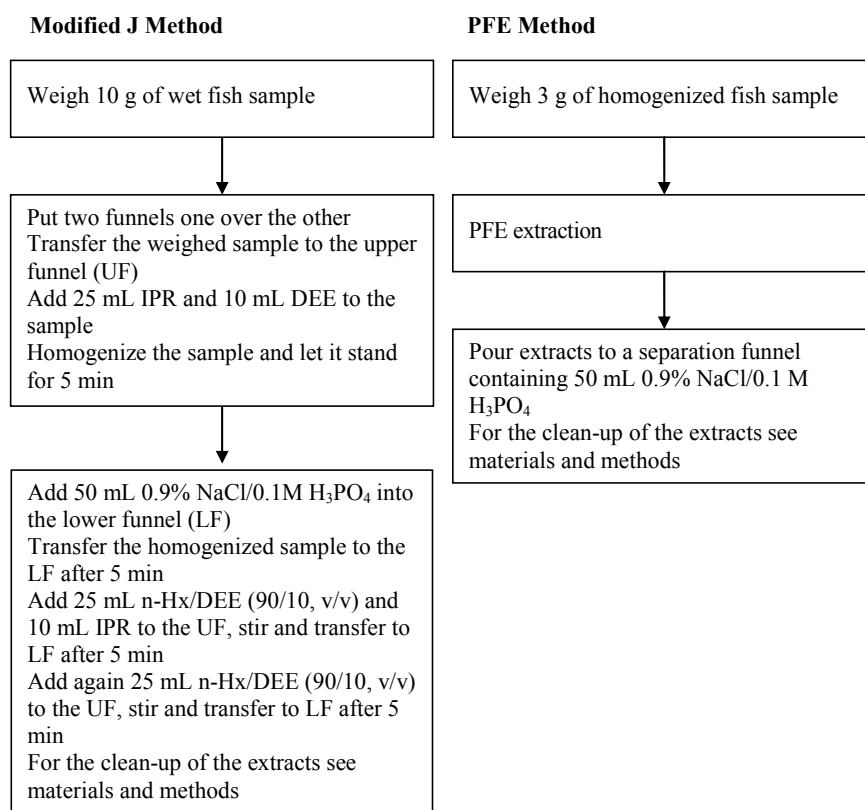 Modified J Method
Weigh 10 g of wet fish sample
Put two funnels one over the other
Transfer the weighed sample to the upper
funnel (UF)
Add 25 mL IPR and 10 mL DEE to the
sample
Homogenize the sample and let it stand
for 5 min
Add 50 mL 0.9% NaCl/0.1M H₃PO₄ into
the lower funnel (LF)
Transfer the homogenized sample to the
LF after 5 min
Add 25 mL n-Hx/DEE (90/10, v/v) and
10 mL IPR to the UF, stir and transfer to
LF after 5 min
Add again 25 mL n-Hx/DEE (90/10, v/v)
to the UF, stir and transfer to LF after 5
min
For the clean-up of the extracts see
materials and methods
PFE Method
Weigh 3 g of homogenized fish sample
PFE extraction
Pour extracts to a separation funnel
containing 50 mL 0.9% NaCl/0.1 M
H₃PO₄
For the clean-up of the extracts see
materials and methods